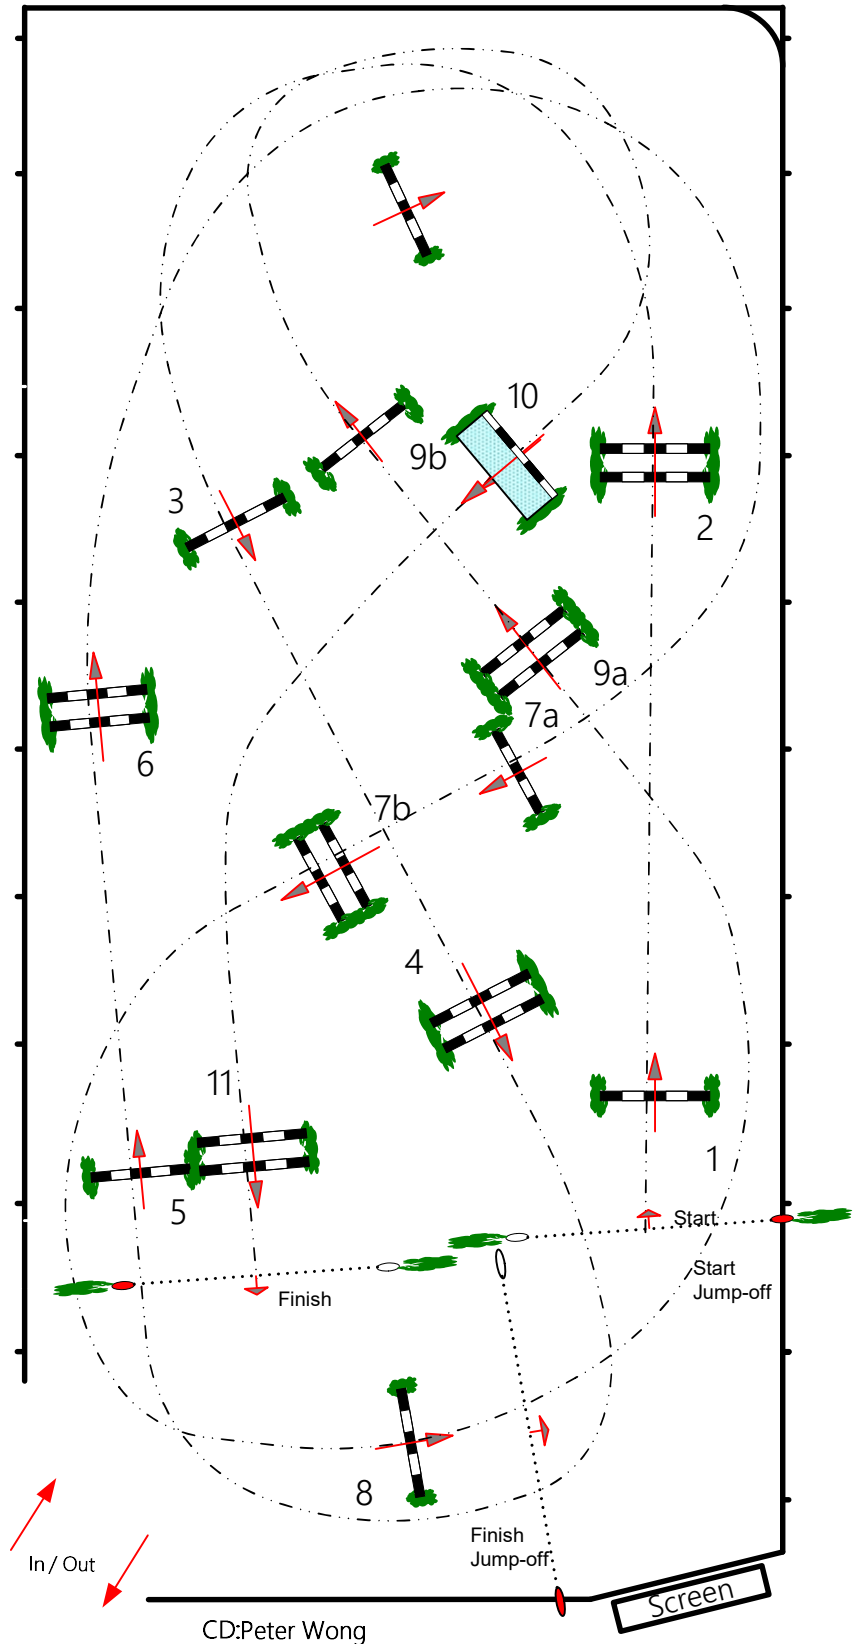 10
9b
3
2
9a
7a
6
7b
4
11
1
5
Start
Start
Jump-off
Finish
8
Finish
Jump-off
In / Out
Screen
CD:Peter Wong